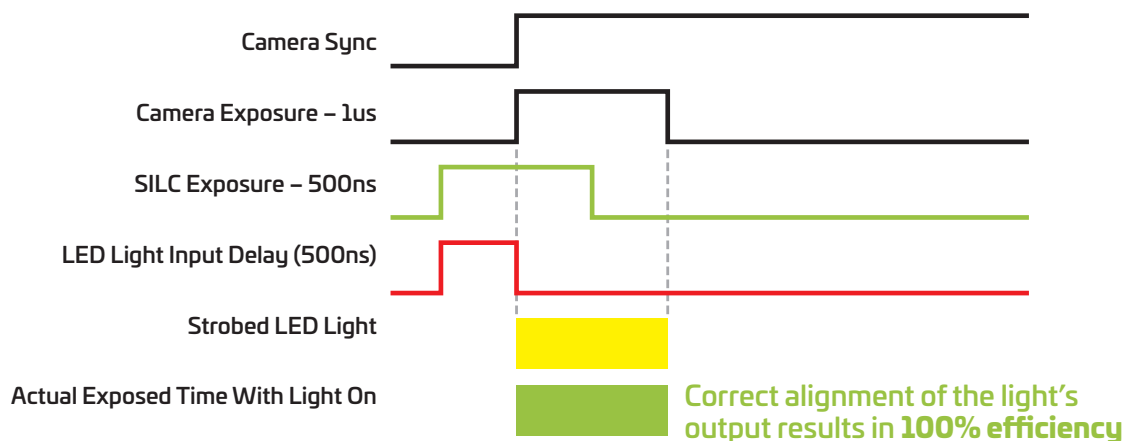 Camera Sync
Camera Exposure – 1us
SILC Exposure – 500ns
LED Light Input Delay (500ns)
Strobed LED Light
Actual Exposed Time With Light On
Correct alignment of the light's
output results in 100% efficiency